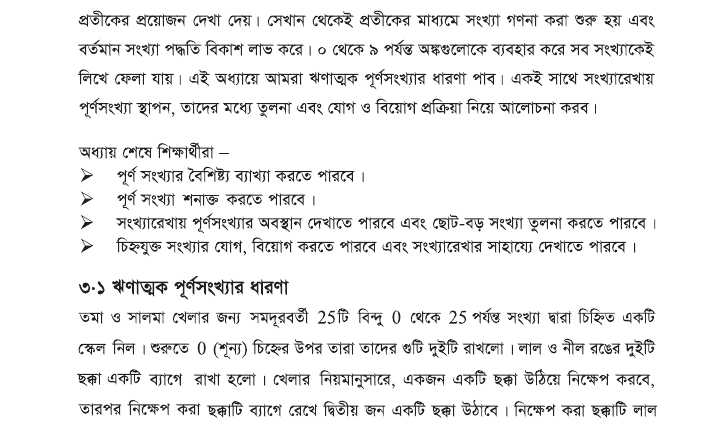 প্রতীকের প্রয়োজন দেখা দেয়। সেখান থেকেই প্রতীকের মাধ্যমে সংখ্যা গণনা করা শুরু হয় এবং
বর্তমান সংখ্যা পদ্ধতি বিকাশ লাভ করে। ০ থেকে ৯ পর্যন্ত অঙ্কগুলোকে ব্যবহার করে সব সংখ্যাকেই
লিখে ফেলা যায়। এই অধ্যায়ে আমরা ঋণাত্মক পূর্ণসংখ্যার ধারণা পাব। একই সাথে সংখ্যারেখায়
পূর্ণসংখ্যা স্থাপন, তাদের মধ্যে তুলনা এবং যোগ ও বিয়োগ প্রক্রিয়া নিয়ে আলোচনা করব।
অধ্যায় শেষে শিক্ষার্থীরা –
➢ পূর্ণ সংখ্যার বৈশিষ্ট্য ব্যাখ্যা করতে পারবে।
➢ পূর্ণ সংখ্যা শনাক্ত করতে পারবে।
➢ সংখ্যারেখায় পূর্ণসংখ্যার অবস্থান দেখাতে পারবে এবং ছোট-বড় সংখ্যা তুলনা করতে পারবে।
➢ চিহ্নযুক্ত সংখ্যার যোগ, বিয়োগ করতে পারবে এবং সংখ্যারেখার সাহায্যে দেখাতে পারবে।
৩·১ ঋণাত্মক পূর্ণসংখ্যার ধারণা
তমা ও সালমা খেলার জন্য সমদূরবর্তী 25টি বিন্দু 0 থেকে 25 পর্যন্ত সংখ্যা দ্বারা চিহ্নিত একটি
স্কেল নিল। শুরুতে 0 (শূন্য) চিহ্নের উপর তারা তাদের গুটি দুইটি রাখলো। লাল ও নীল রঙের দুইটি
ছক্কা একটি ব্যাগে রাখা হলো। খেলার নিয়মানুসারে, একজন একটি ছক্কা উঠিয়ে নিক্ষেপ করবে,
তারপর নিক্ষেপ করা ছক্কাটি ব্যাগে রেখে দ্বিতীয় জন একটি ছক্কা উঠাবে। নিক্ষেপ করা ছক্কাটি লাল